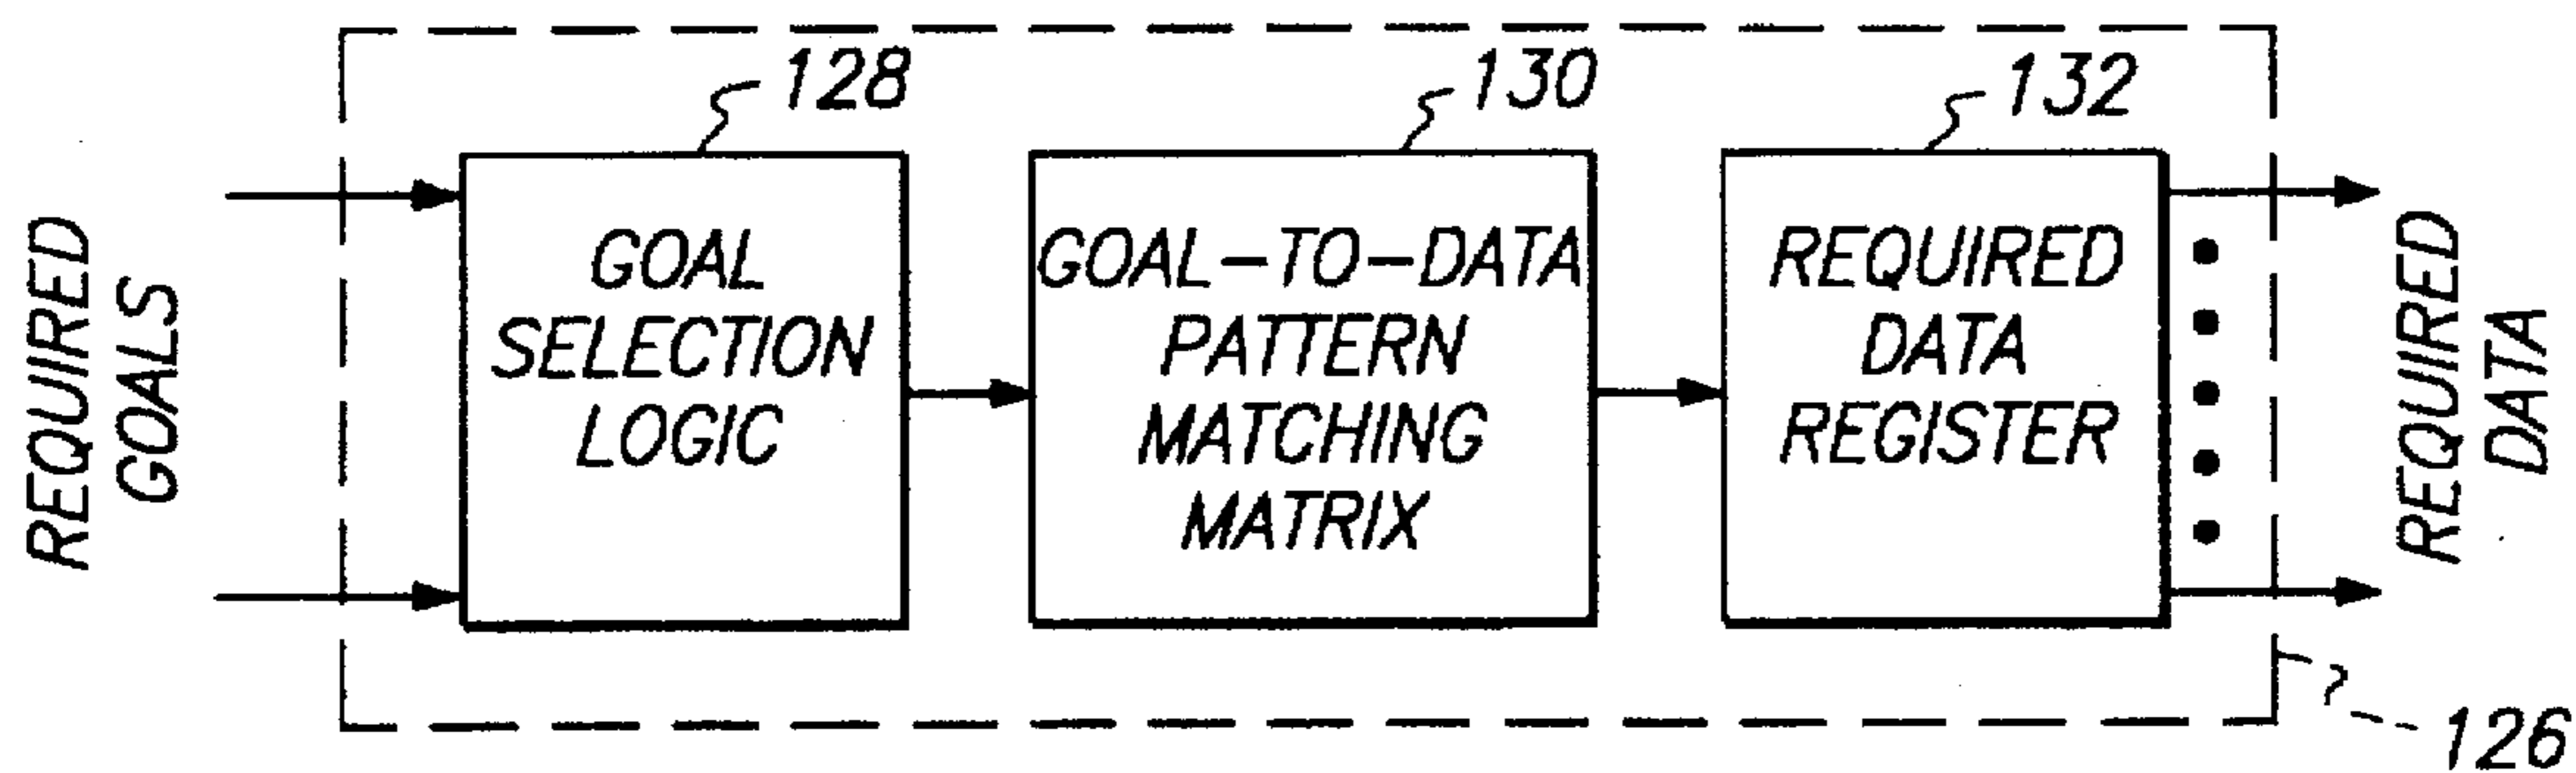 128
130
132
REQUIRED
GOALS
GOAL
SELECTION
LOGIC
GOAL-TO-DATA
PATTERN
MATCHING
MATRIX
REQUIRED
DATA
REGISTER
REQUIRED
DATA
126